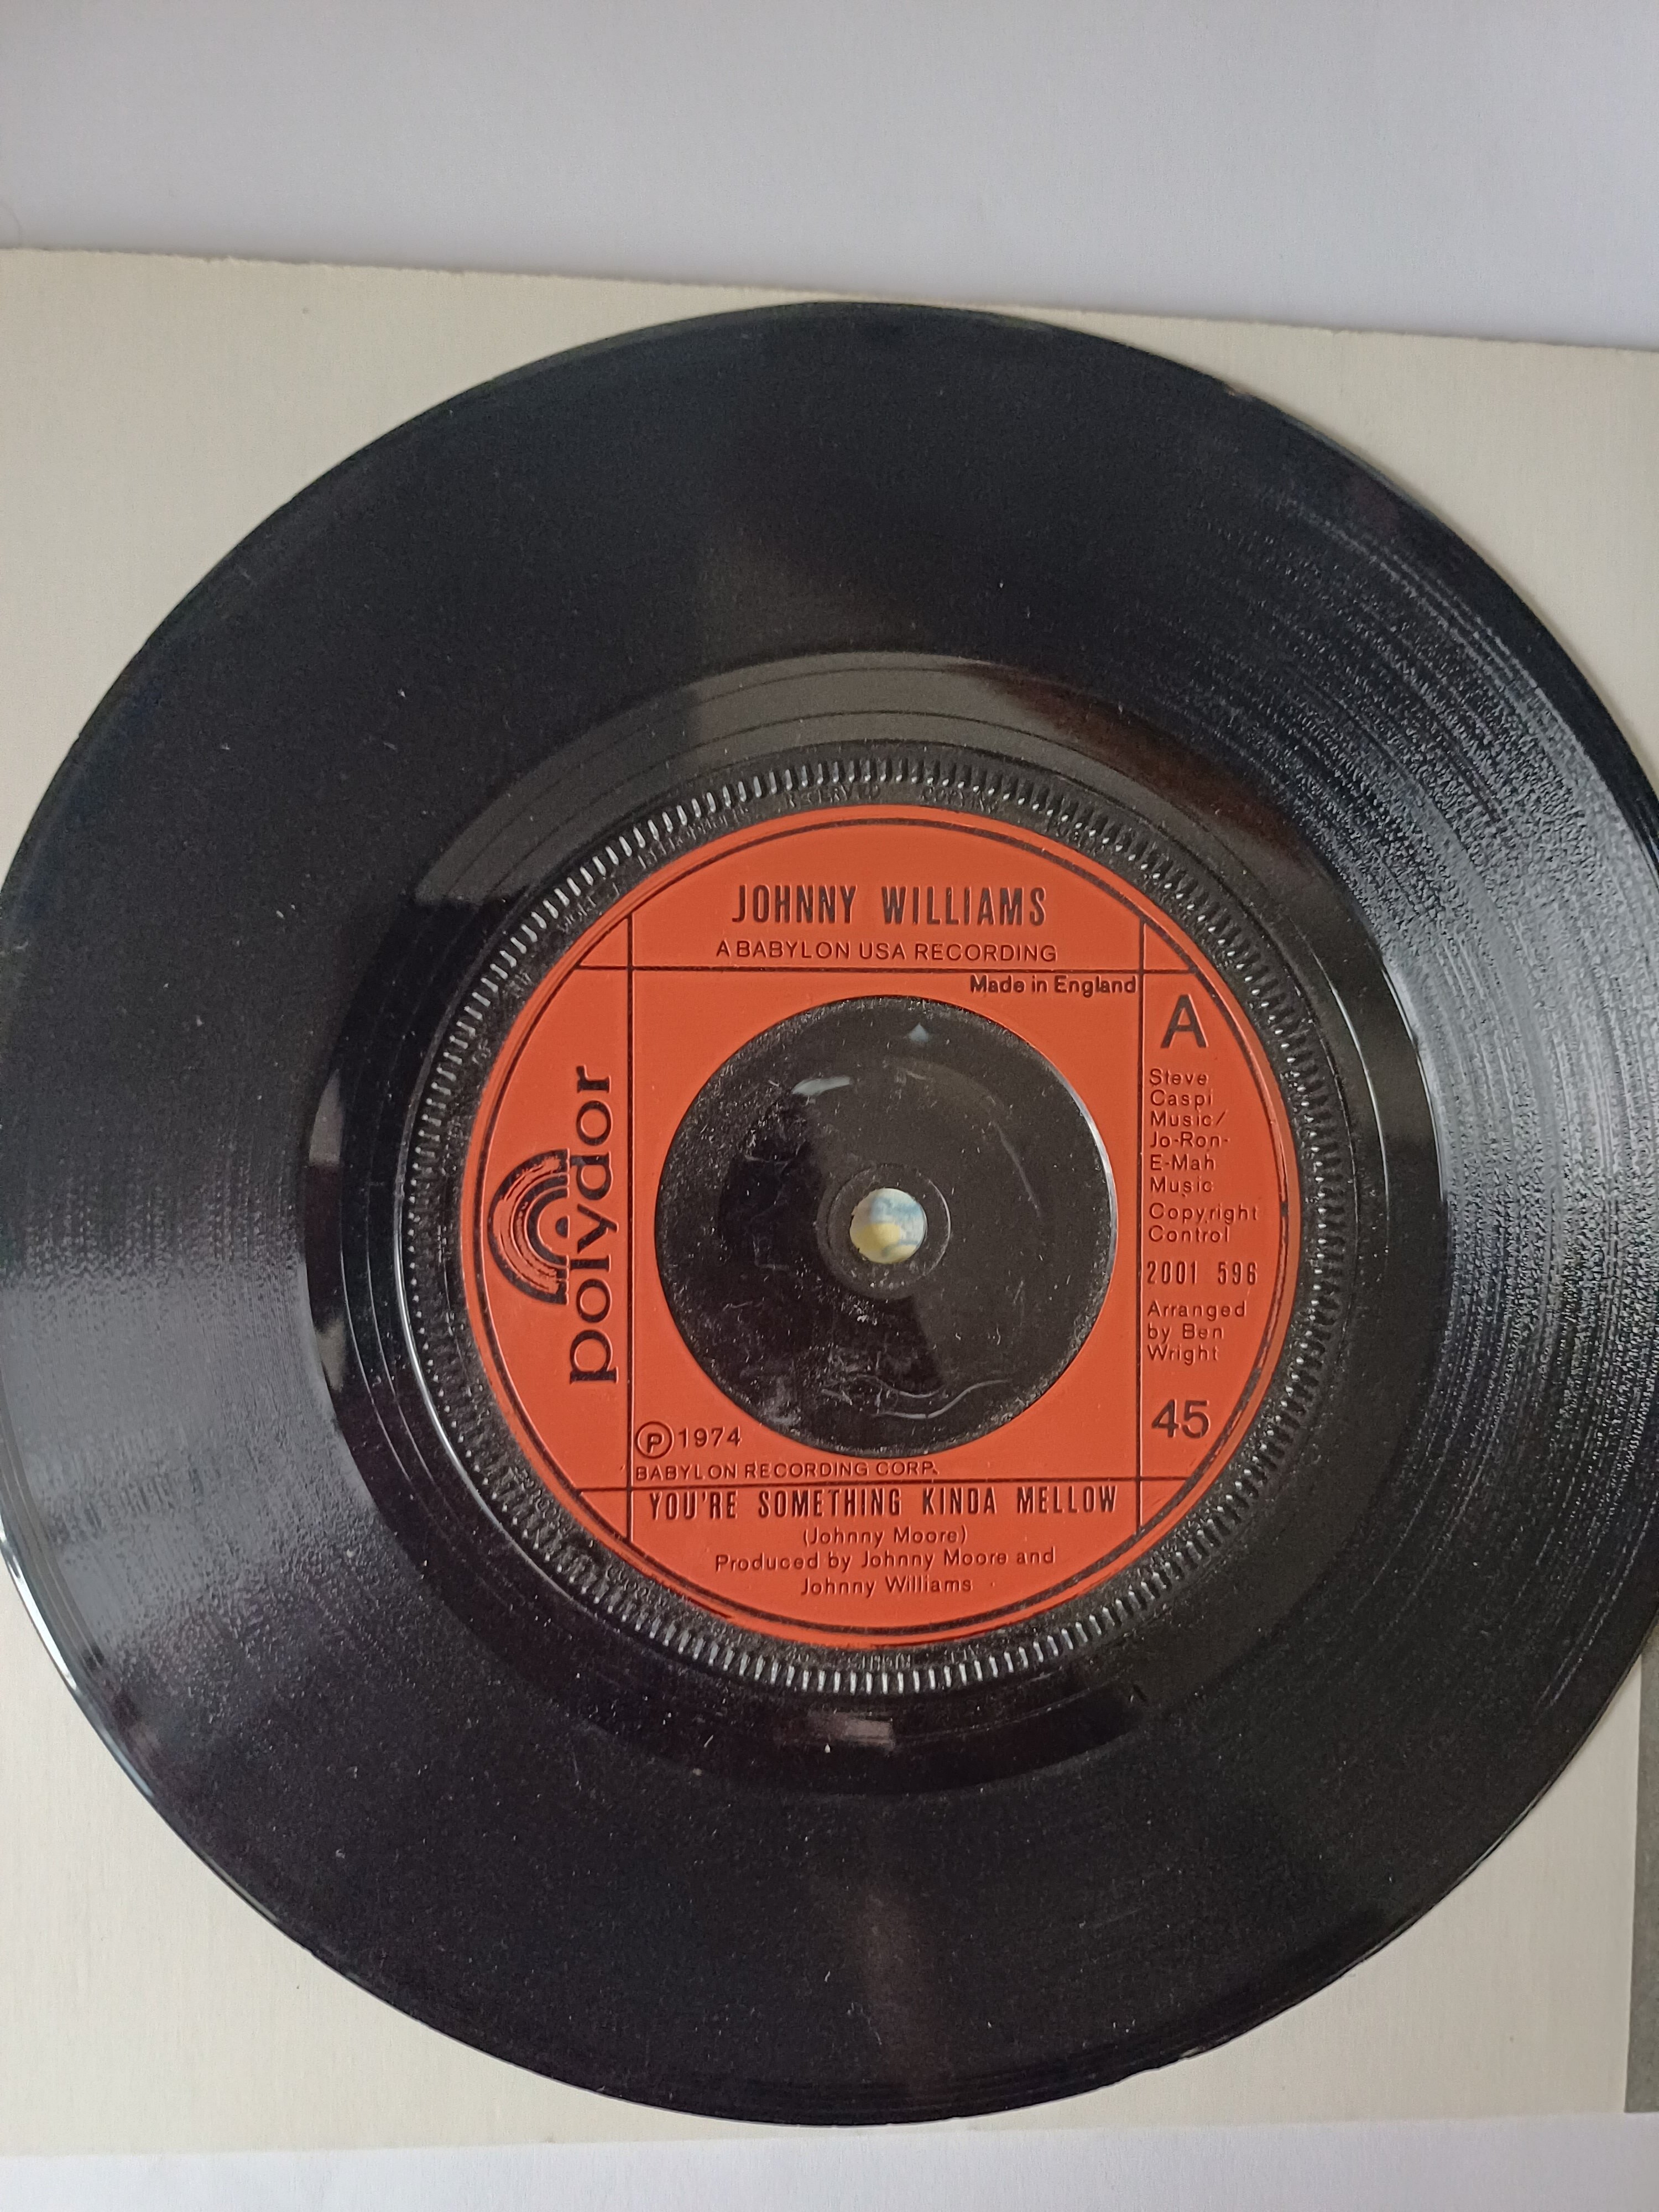 JOHNNY WILLIAMS
A BABYLON USA RECORDING
Made in England
polydor
A
Steve
Caspi
Music/
Jo-Ron-
E-Mah
Music
Copyright
Control
2001 596
Arranged
by Ben
Wright
45
Ⓟ1974
BABYLON RECORDING CORP.
YOU'RE SOMETHING KINDA MELLOW
(Johnny Moore)
Produced by Johnny Moore and
Johnny Williams